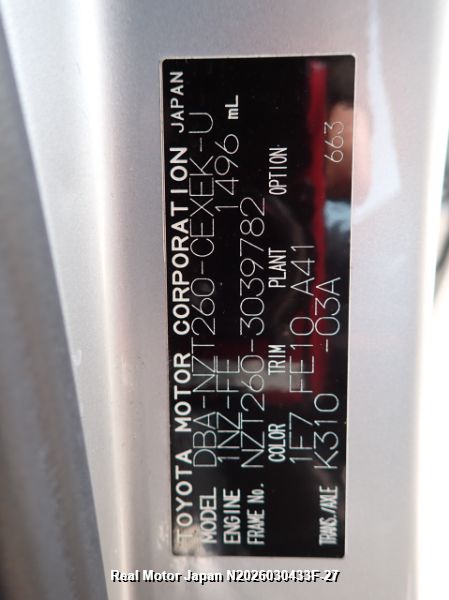 TOYOTA MOTOR CORPORATION JAPAN
MODEL DBA-NZT260-CEXEK-U
ENGINE 1NZ-FE 1496 mL
FRAME No. NZT260-3039782
COLOR TRIM PLANT OPTION
1F7 FE10 A41
TRANS./AXLE K310 -03A 663
Real Motor Japan N2026030433F-27